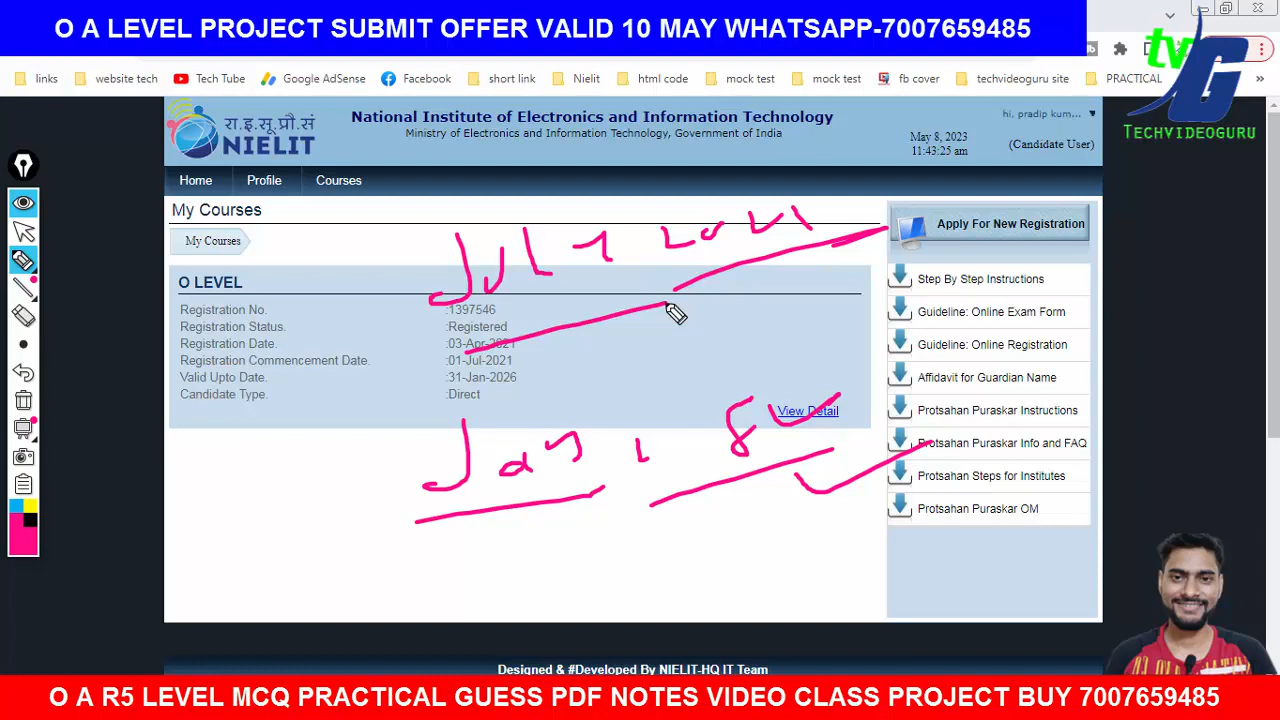 O A LEVEL PROJECT SUBMIT OFFER VALID 10 MAY WHATSAPP-7007659485
links website tech Tech Tube Google AdSense Facebook short link Nielit html code mock test mock test fb cover techvideoguru site PRACTICAL »
tv G
TECHVIDEOGURU
रा.इ.सू.प्रौ.सं
NIELIT
National Institute of Electronics and Information Technology
Ministry of Electronics and Information Technology, Government of India
hi, pradip kum...
May 8, 2023
11:43:25 am
(Candidate User)
Home Profile Courses
My Courses
My Courses
July 2021
O LEVEL
Registration No. :1397546
Registration Status. :Registered
Registration Date. :03-Apr-2021
Registration Commencement Date. :01-Jul-2021
Valid Upto Date. :31-Jan-2026
Candidate Type. :Direct
View Detail
Apply For New Registration
Step By Step Instructions
Guideline: Online Exam Form
Guideline: Online Registration
Affidavit for Guardian Name
Protsahan Puraskar Instructions
Protsahan Puraskar Info and FAQ
Protsahan Steps for Institutes
Protsahan Puraskar OM
Designed & #Developed By NIELIT-HQ IT Team
O A R5 LEVEL MCQ PRACTICAL GUESS PDF NOTES VIDEO CLASS PROJECT BUY 7007659485